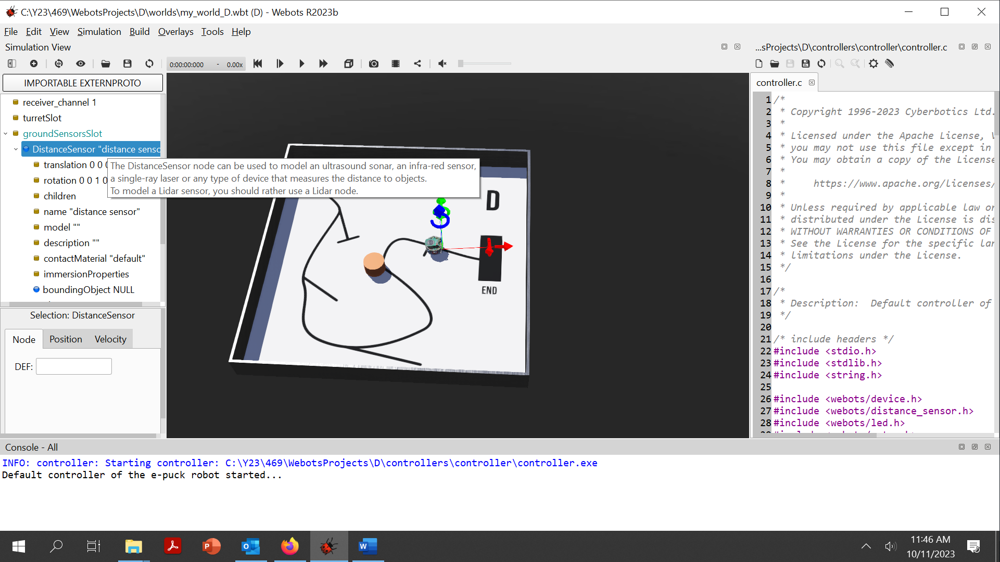 C:\Y23\469\WebotsProjects\D\worlds\my_world_D.wbt (D) - Webots R2023b
File Edit View Simulation Build Overlays Tools Help
Simulation View
...sProjects\D\controllers\controller\controller.c
0:00:00:000 - 0.00x
IMPORTABLE EXTERNPROTO
receiver_channel 1
turretSlot
groundSensorsSlot
DistanceSensor "distance senso
translation 0 0 0
rotation 0 0 1 0
children
name "distance sensor"
model ""
description ""
contactMaterial "default"
immersionProperties
boundingObject NULL
The DistanceSensor node can be used to model an ultrasound sonar, an infra-red sensor,
a single-ray laser or any type of device that measures the distance to objects.
To model a Lidar sensor, you should rather use a Lidar node.
D
END
Selection: DistanceSensor
Node Position Velocity
DEF:
controller.c
1 /*
2 * Copyright 1996-2023 Cyberbotics Ltd.
3 *
4 * Licensed under the Apache License, V
5 * you may not use this file except in
6 * You may obtain a copy of the License
7 *
8 * https://www.apache.org/licenses/
9 *
10 * Unless required by applicable law or
11 * distributed under the License is dis
12 * WITHOUT WARRANTIES OR CONDITIONS OF
13 * See the License for the specific lan
14 * limitations under the License.
15 */
16
17 /*
18 * Description:  Default controller of
19 */
20
21 /* include headers */
22 #include <stdio.h>
23 #include <stdlib.h>
24 #include <string.h>
25
26 #include <webots/device.h>
27 #include <webots/distance_sensor.h>
28 #include <webots/led.h>
Console - All
INFO: controller: Starting controller: C:\Y23\469\WebotsProjects\D\controllers\controller\controller.exe
Default controller of the e-puck robot started...
11:46 AM
10/11/2023